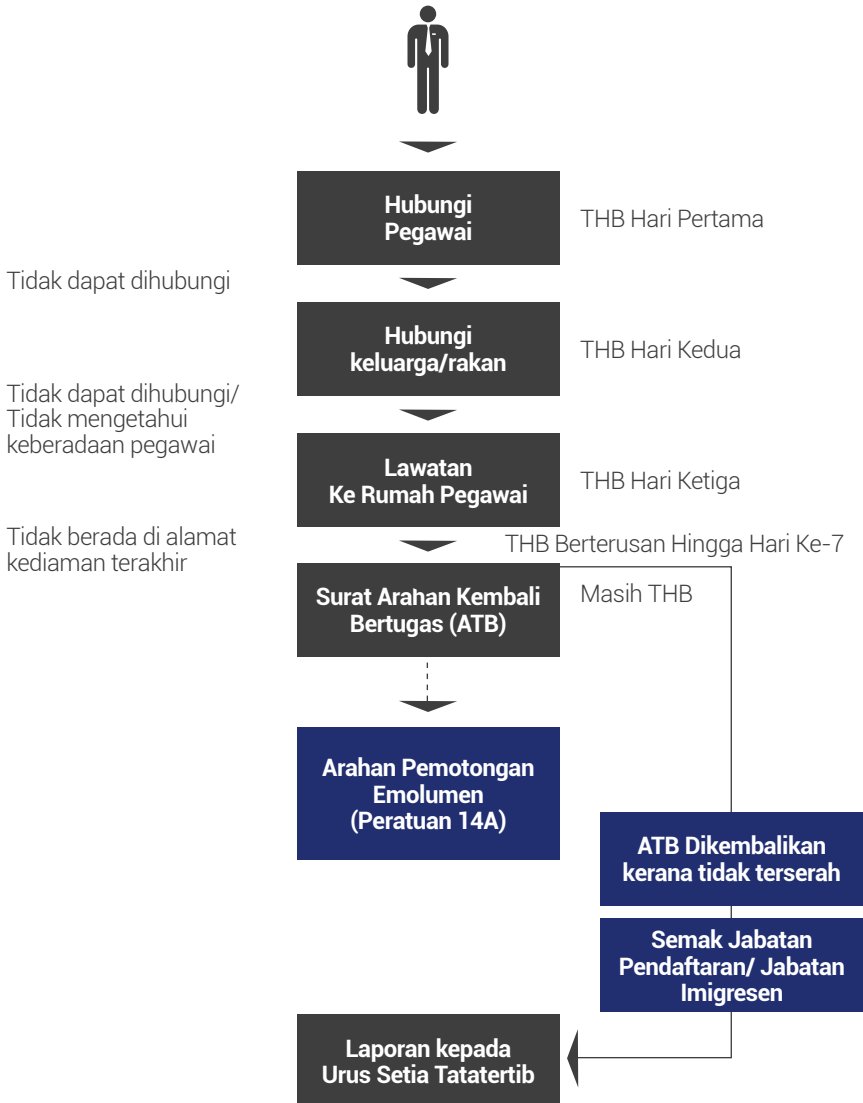 Hubungi
Pegawai
THB Hari Pertama
Tidak dapat dihubungi
Hubungi
keluarga/rakan
THB Hari Kedua
Tidak dapat dihubungi/
Tidak mengetahui
keberadaan pegawai
Lawatan
Ke Rumah Pegawai
THB Hari Ketiga
Tidak berada di alamat
kediaman terakhir
THB Berterusan Hingga Hari Ke-7
Surat Arahan Kembali
Bertugas (ATB)
Masih THB
Arahan Pemotongan
Emolumen
(Peratuan 14A)
ATB Dikembalikan
kerana tidak terserah
Semak Jabatan
Pendaftaran/ Jabatan
Imigresen
Laporan kepada
Urus Setia Tatatertib